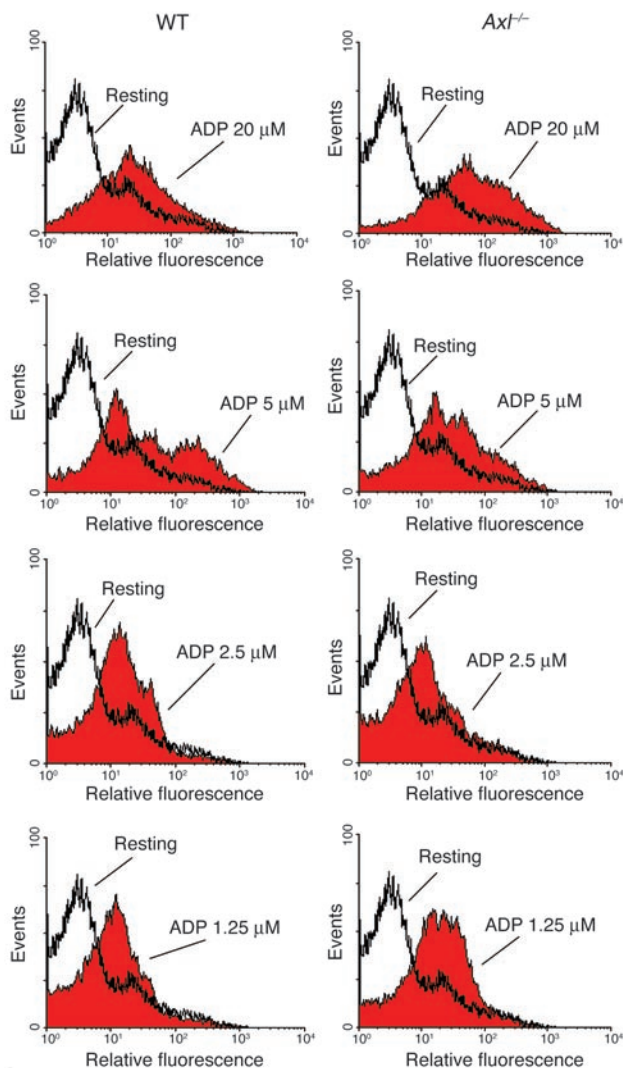 WT
Axl⁻/⁻
100
Events
0
Resting
ADP 20 μM
10⁰ 10¹ 10² 10³ 10⁴
Relative fluorescence
100
Events
0
Resting
ADP 20 μM
10⁰ 10¹ 10² 10³ 10⁴
Relative fluorescence
100
Events
0
Resting
ADP 5 μM
10⁰ 10¹ 10² 10³ 10⁴
Relative fluorescence
100
Events
0
Resting
ADP 5 μM
10⁰ 10¹ 10² 10³ 10⁴
Relative fluorescence
100
Events
0
Resting
ADP 2.5 μM
10⁰ 10¹ 10² 10³ 10⁴
Relative fluorescence
100
Events
0
Resting
ADP 2.5 μM
10⁰ 10¹ 10² 10³ 10⁴
Relative fluorescence
100
Events
0
Resting
ADP 1.25 μM
10⁰ 10¹ 10² 10³ 10⁴
Relative fluorescence
100
Events
0
Resting
ADP 1.25 μM
10⁰ 10¹ 10² 10³ 10⁴
Relative fluorescence